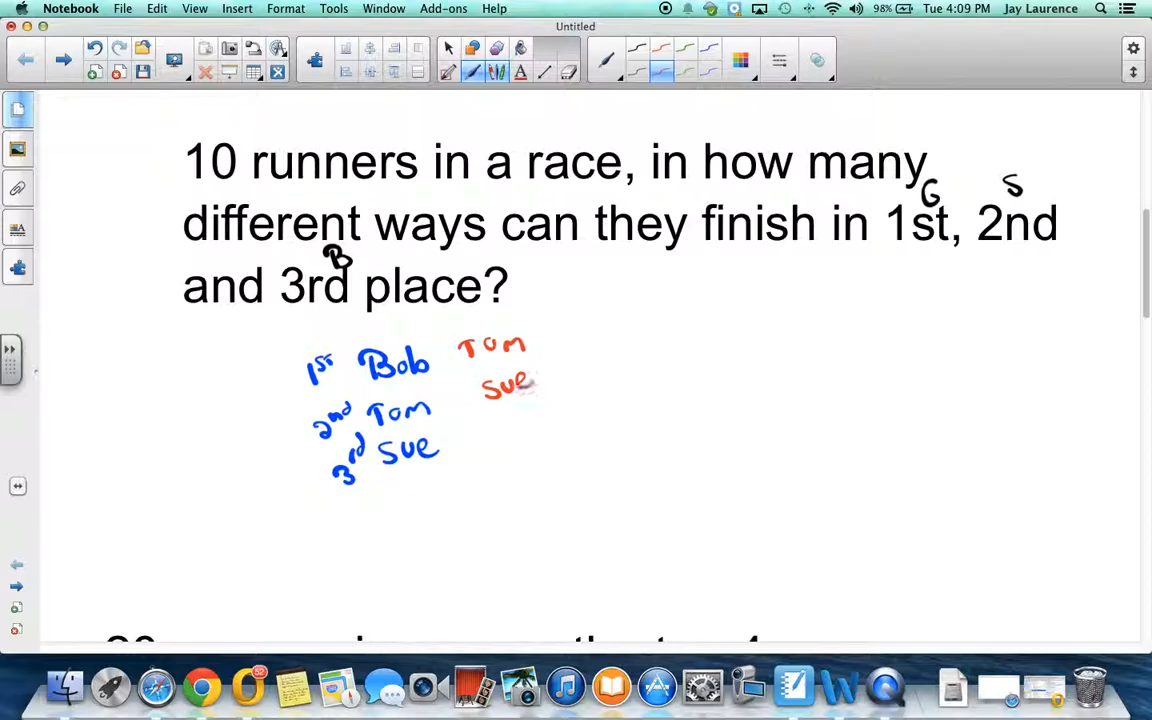 Notebook File Edit View Insert Format Tools Window Add-ons Help 98% Tue 4:09 PM Jay Laurence
Untitled
10 runners in a race, in how many
G S
different ways can they finish in 1st, 2nd
B
and 3rd place?
1st Bob Tom
Sue
2nd Tom
3rd Sue